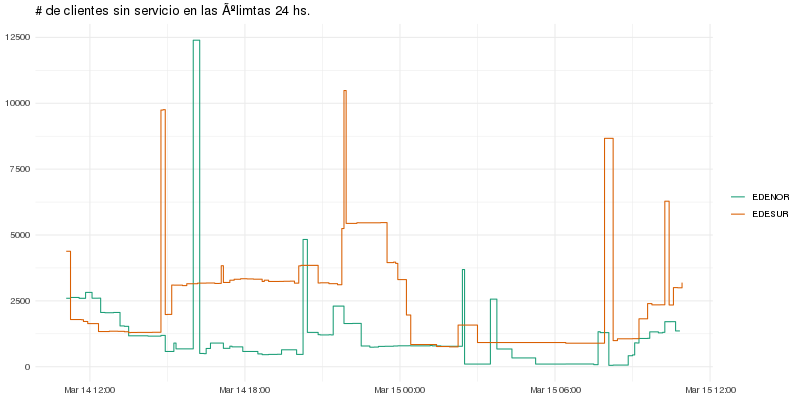 # de clientes sin servicio en las Ãºlimtas 24 hs.
12500
10000
7500
5000
2500
0
Mar 14 12:00
Mar 14 18:00
Mar 15 00:00
Mar 15 06:00
Mar 15 12:00
EDENOR
EDESUR